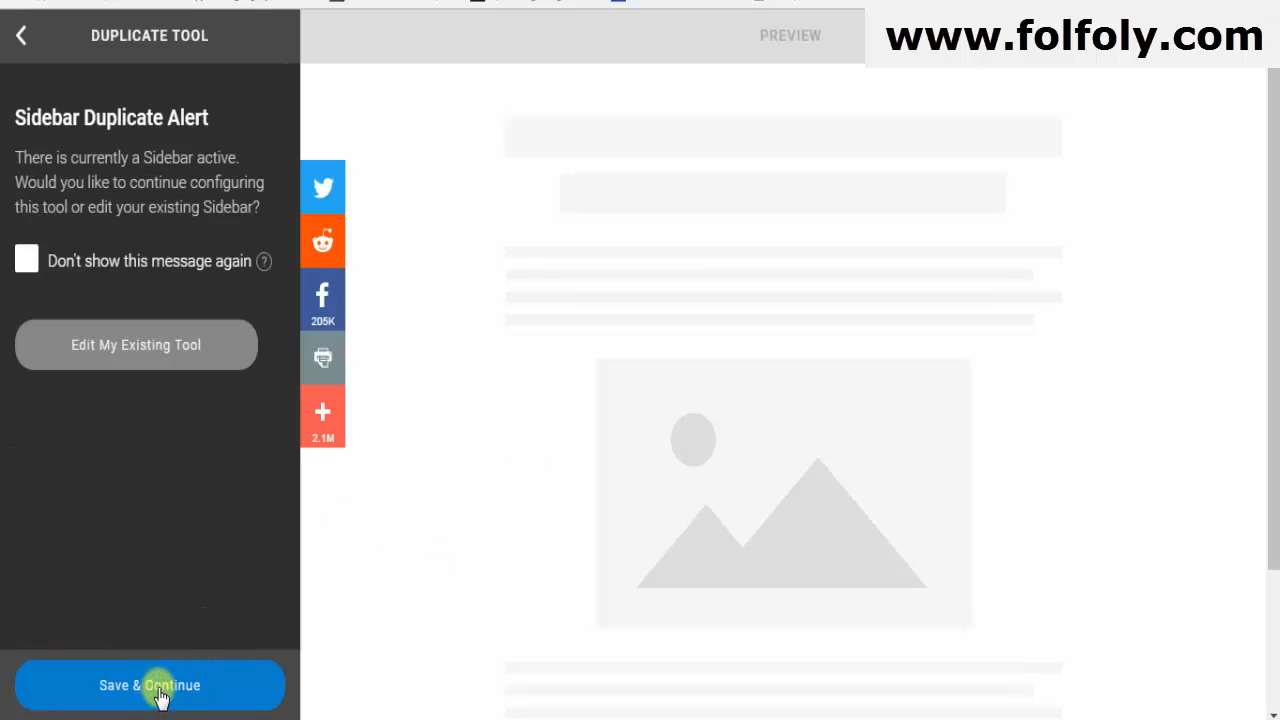 DUPLICATE TOOL
PREVIEW
www.folfoly.com
Sidebar Duplicate Alert
There is currently a Sidebar active.
Would you like to continue configuring
this tool or edit your existing Sidebar?
Don't show this message again ?
Edit My Existing Tool
205K
2.1M
Save & Continue